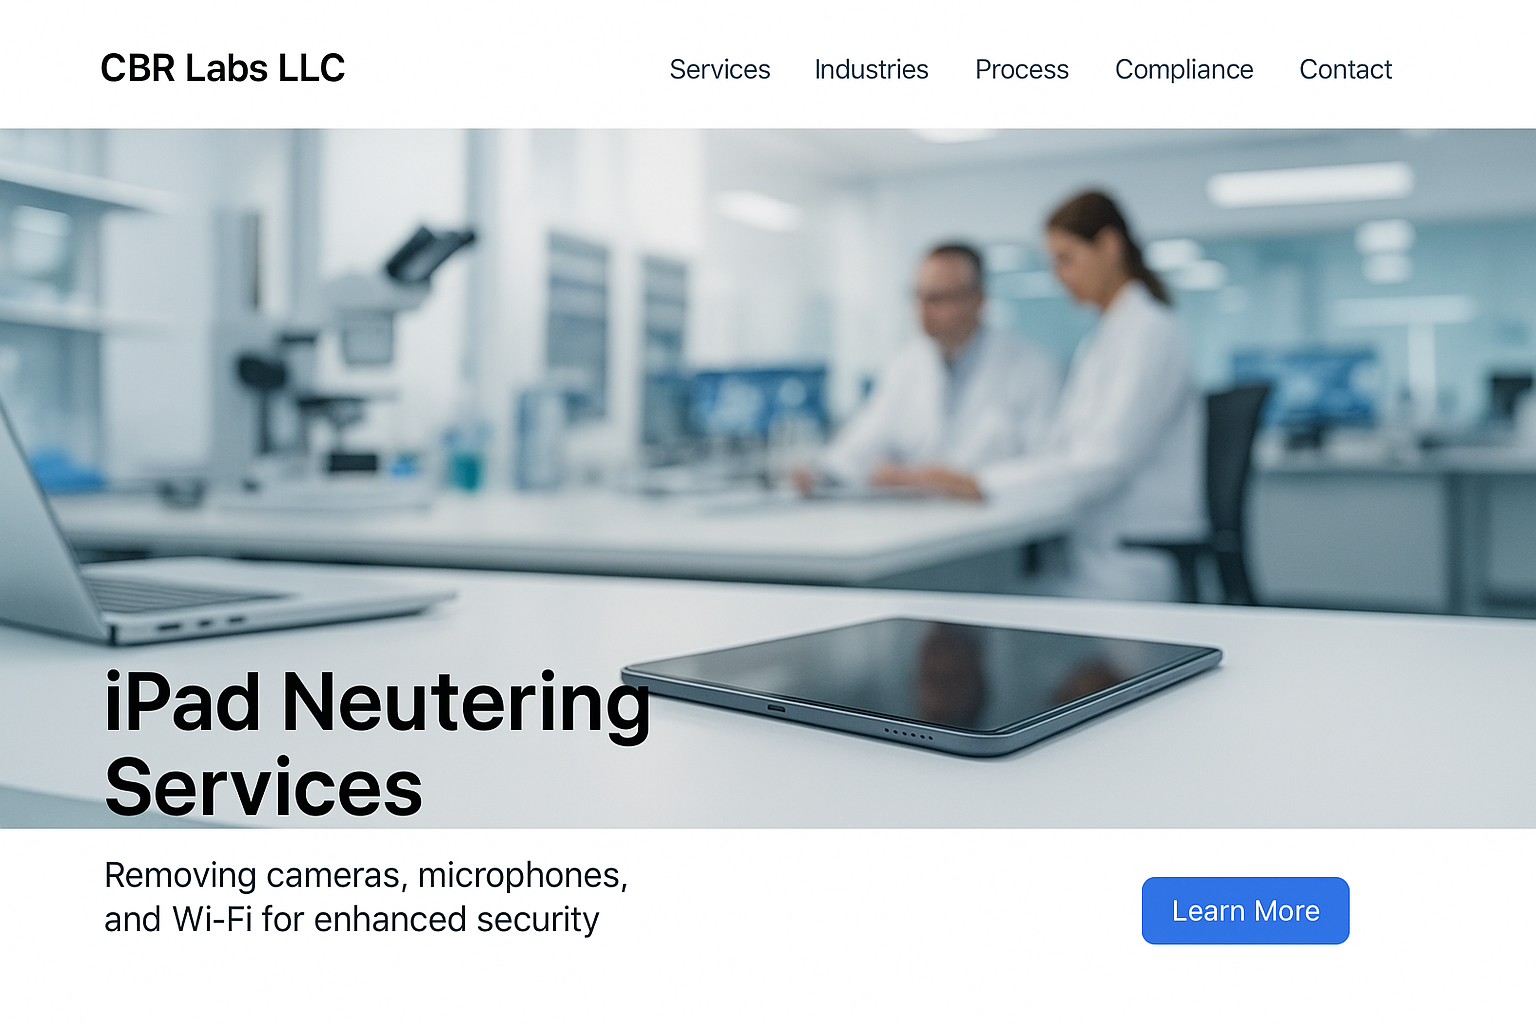 CBR Labs LLC
Services Industries Process Compliance Contact
iPad Neutering
Services
Removing cameras, microphones,
and Wi-Fi for enhanced security
Learn More